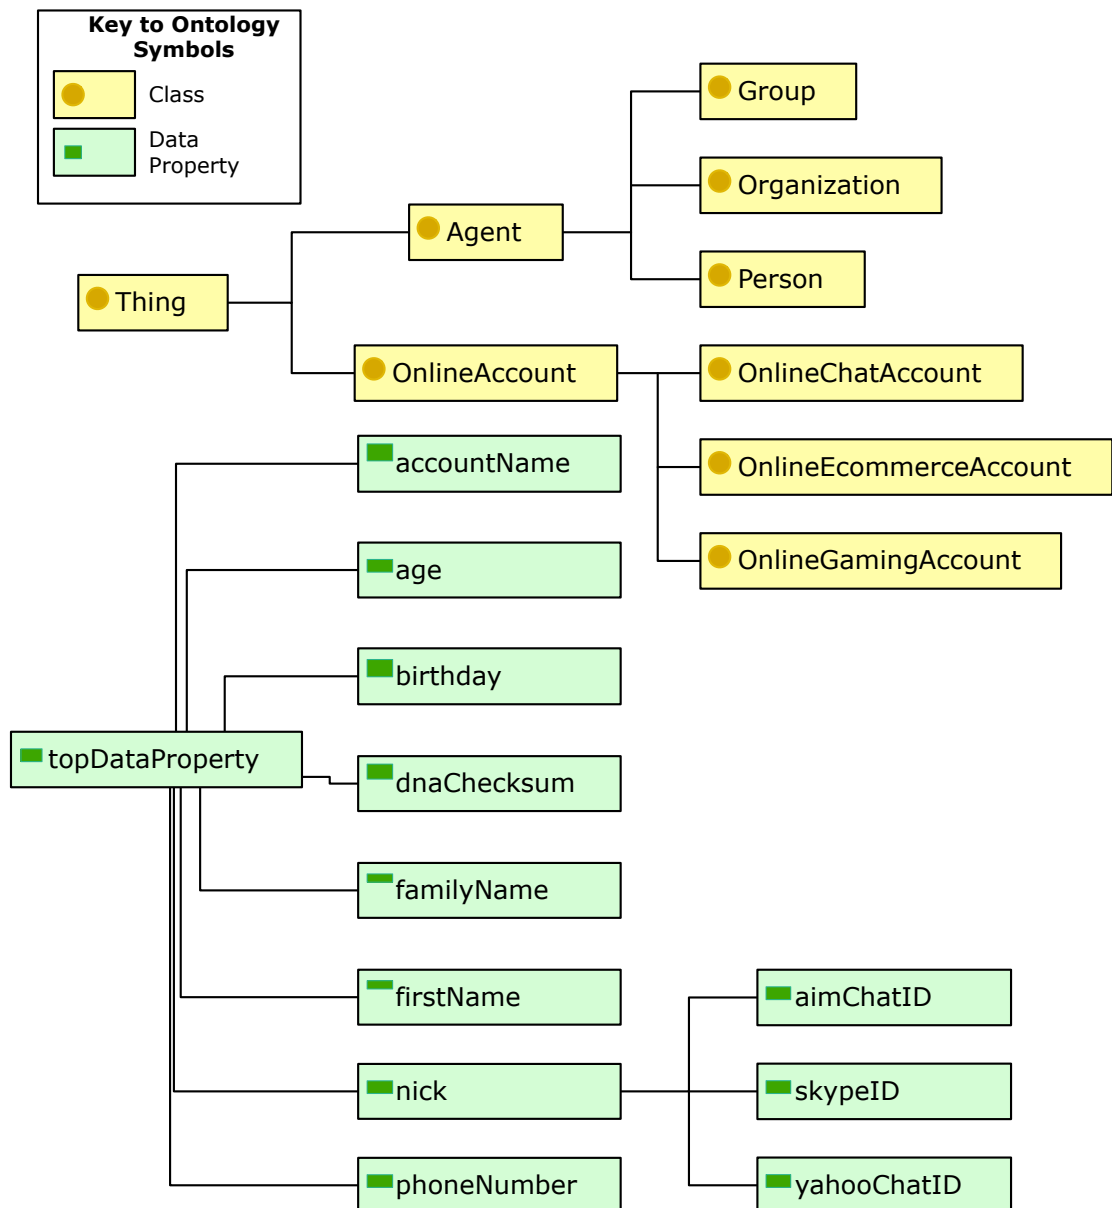 Key to Ontology
Symbols
Class
Data
Property
Group
Organization
Agent
Person
Thing
OnlineAccount
OnlineChatAccount
accountName
OnlineEcommerceAccount
age
OnlineGamingAccount
birthday
topDataProperty
dnaChecksum
familyName
firstName
aimChatID
nick
skypeID
phoneNumber
yahooChatID